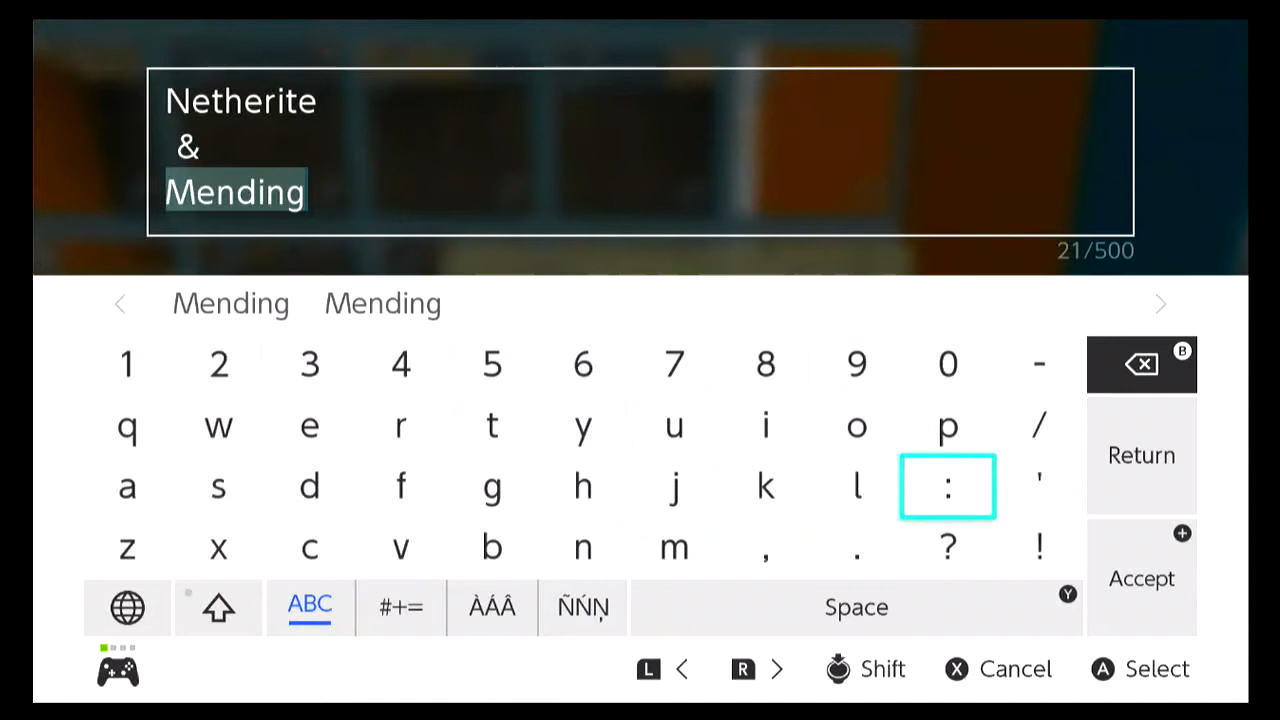 Netherite
&
Mending
21/500
< Mending Mending >
1 2 3 4 5 6 7 8 9 0 - B
q w e r t y u i o p / Return
a s d f g h j k l : '
z x c v b n m , . ? ! + Accept
ABC #+= ÀÁÂ ÑŃŅ Space Y
L < R > Shift X Cancel A Select